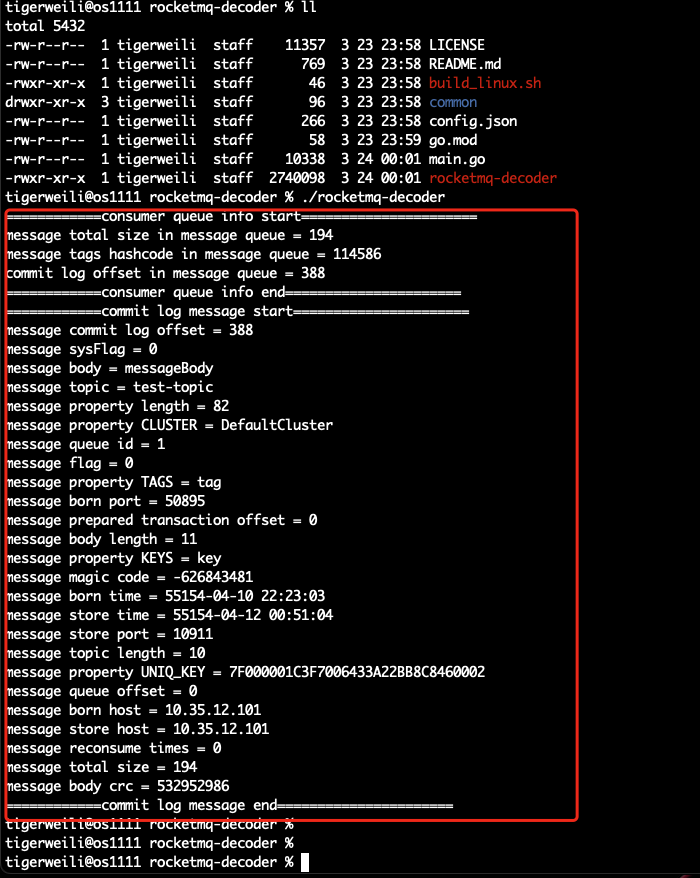 tigerweili@os1111 rocketmq-decoder % ll
total 5432
-rw-r--r--  1 tigerweili  staff    11357  3 23 23:58 LICENSE
-rw-r--r--  1 tigerweili  staff      769  3 23 23:58 README.md
-rwxr-xr-x  1 tigerweili  staff       46  3 23 23:58 build_linux.sh
drwxr-xr-x  3 tigerweili  staff       96  3 23 23:58 common
-rw-r--r--  1 tigerweili  staff      266  3 23 23:58 config.json
-rw-r--r--  1 tigerweili  staff       58  3 23 23:59 go.mod
-rw-r--r--  1 tigerweili  staff    10338  3 24 00:01 main.go
-rwxr-xr-x  1 tigerweili  staff  2740098  3 24 00:01 rocketmq-decoder
tigerweili@os1111 rocketmq-decoder % ./rocketmq-decoder
============consumer queue info start======================
message total size in message queue = 194
message tags hashcode in message queue = 114586
commit log offset in message queue = 388
============consumer queue info end======================
============commit log message start======================
message commit log offset = 388
message sysFlag = 0
message body = messageBody
message topic = test-topic
message property length = 82
message property CLUSTER = DefaultCluster
message queue id = 1
message flag = 0
message property TAGS = tag
message born port = 50895
message prepared transaction offset = 0
message body length = 11
message property KEYS = key
message magic code = -626843481
message born time = 55154-04-10 22:23:03
message store time = 55154-04-12 00:51:04
message store port = 10911
message topic length = 10
message property UNIQ_KEY = 7F000001C3F7006433A22BB8C8460002
message queue offset = 0
message born host = 10.35.12.101
message store host = 10.35.12.101
message reconsume times = 0
message total size = 194
message body crc = 532952986
============commit log message end======================
tigerweili@os1111 rocketmq-decoder %
tigerweili@os1111 rocketmq-decoder %
tigerweili@os1111 rocketmq-decoder %